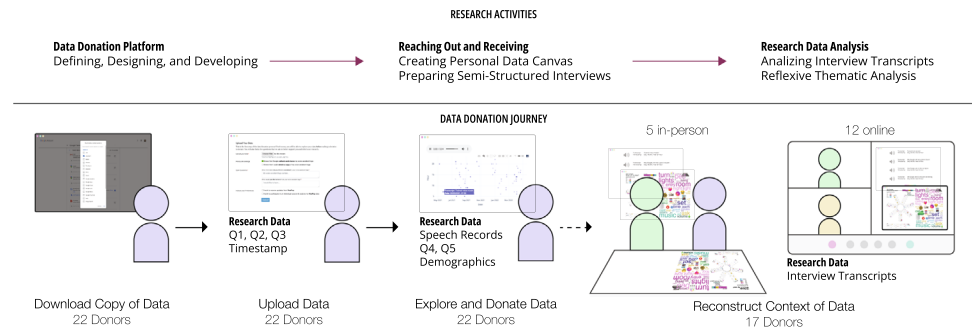 RESEARCH ACTIVITIES
Data Donation Platform
Defining, Designing, and Developing
Reaching Out and Receiving
Creating Personal Data Canvas
Preparing Semi-Structured Interviews
Research Data Analysis
Analizing Interview Transcripts
Reflexive Thematic Analysis
DATA DONATION JOURNEY
5 in-person
12 online
Research Data
Q1, Q2, Q3
Timestamp
Research Data
Speech Records
Q4, Q5
Demographics
Research Data
Interview Transcripts
Download Copy of Data
22 Donors
Upload Data
22 Donors
Explore and Donate Data
22 Donors
Reconstruct Context of Data
17 Donors